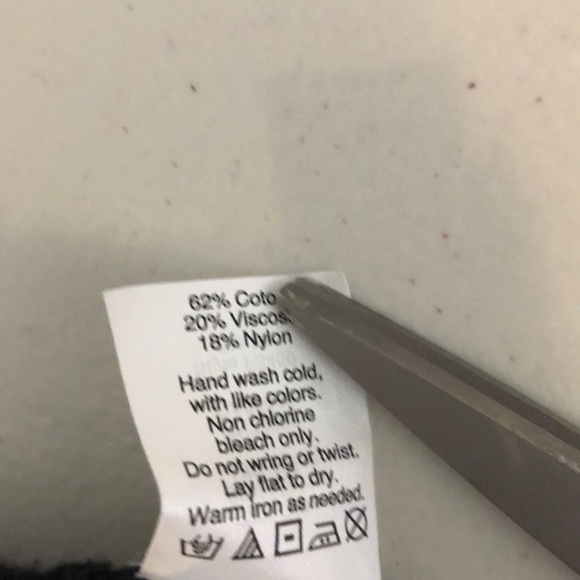 62% Coto
20% Viscos
18% Nylon
Hand wash cold,
with like colors.
Non chlorine
bleach only.
Do not wring or twist.
Lay flat to dry.
Warm iron as needed.